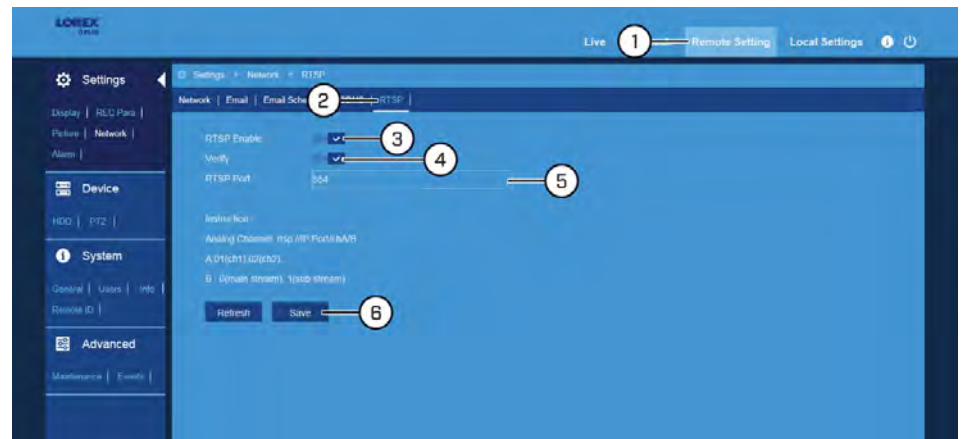 LOREX
Live
1
Remote Setting
Local Settings
Settings
Settings > Network > RTSP
Network | Email | Email Sche
2
RTSP |
Display | REC Para |
Picture | Network |
Alarm |
RTSP Enable
3
Verify
4
RTSP Port
554
5
Device
HDD | PTZ |
Instruction:
Analog Channel: rtsp://IP:Port/chA/B
A:01(ch1),02(ch2)..
B : 0(main stream), 1(sub stream)
System
General | Users | Info |
Remote ID |
Refresh
Save
6
Advanced
Maintenance | Events |